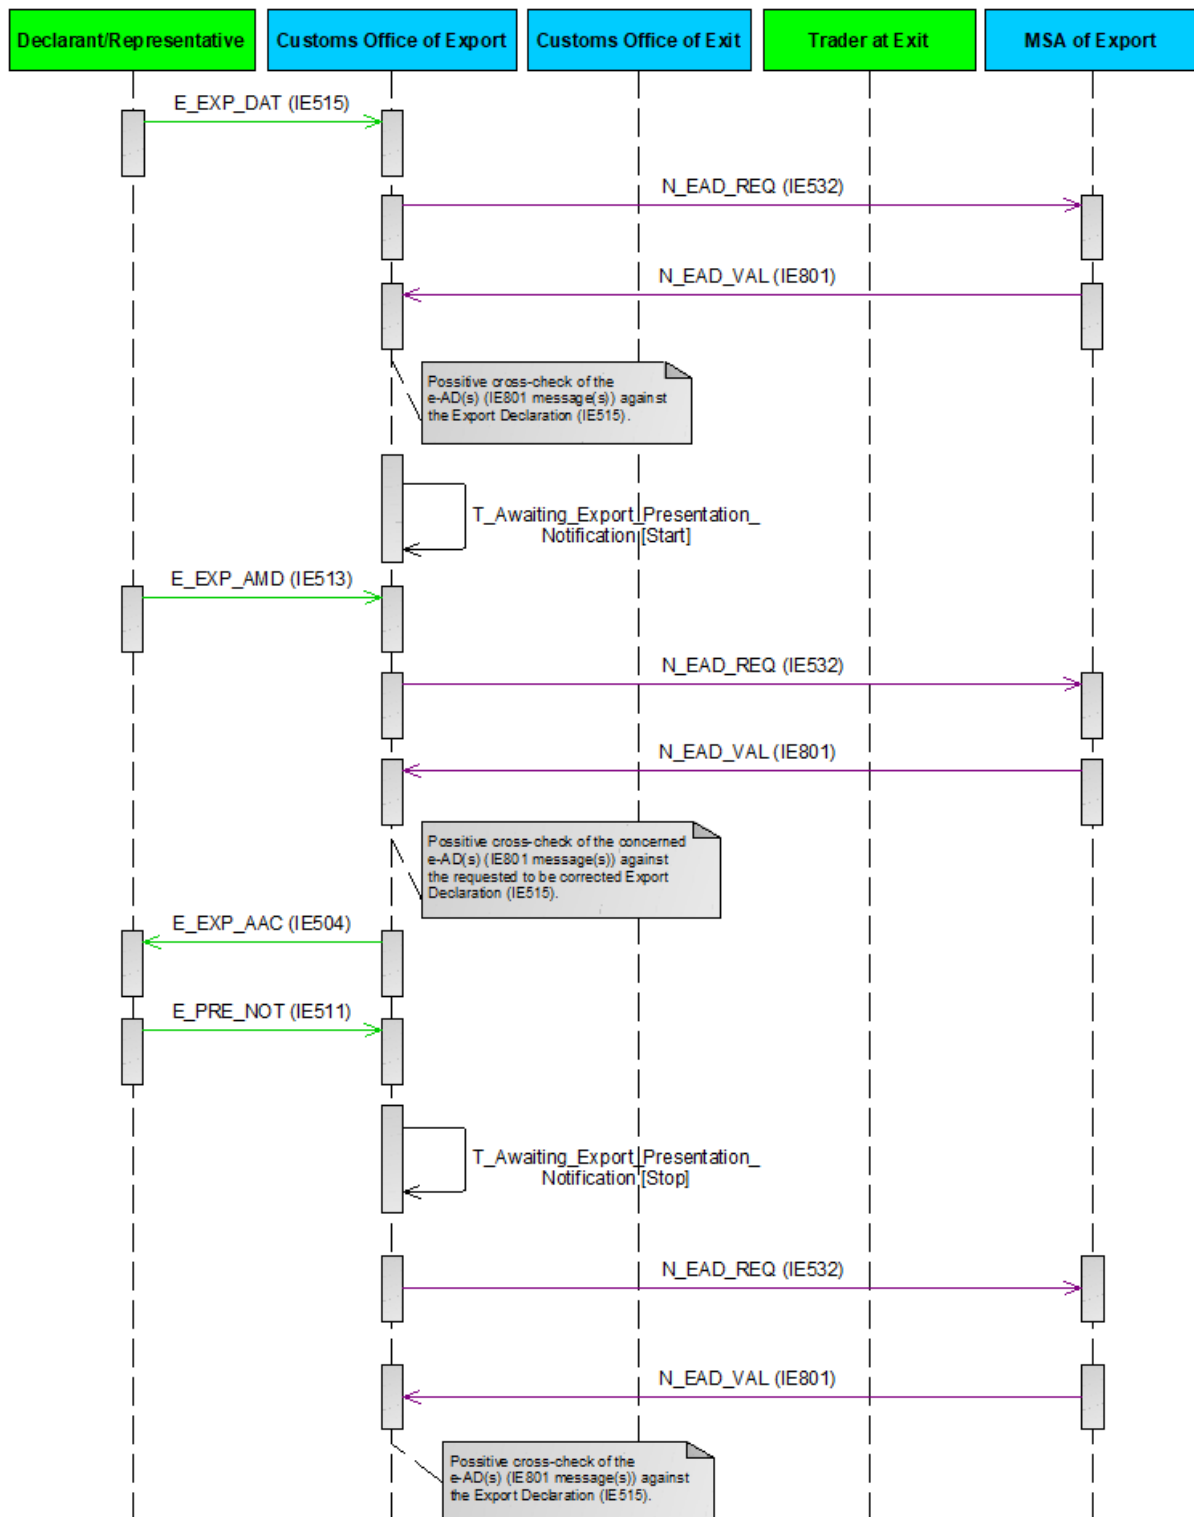 Declarant/Representative
Customs Office of Export
Customs Office of Exit
Trader at Exit
MSA of Export
E_EXP_DAT (IE515)
N_EAD_REQ (IE532)
N_EAD_VAL (IE801)
Possitive cross-check of the
e-AD(s) (IE801 message(s)) against
the Export Declaration (IE515).
T_Awaiting_Export_Presentation_
Notification [Start]
E_EXP_AMD (IE513)
N_EAD_REQ (IE532)
N_EAD_VAL (IE801)
Possitive cross-check of the concerned
e-AD(s) (IE801 message(s)) against
the requested to be corrected Export
Declaration (IE515).
E_EXP_AAC (IE504)
E_PRE_NOT (IE511)
T_Awaiting_Export_Presentation_
Notification [Stop]
N_EAD_REQ (IE532)
N_EAD_VAL (IE801)
Possitive cross-check of the
e-AD(s) (IE801 message(s)) against
the Export Declaration (IE515).